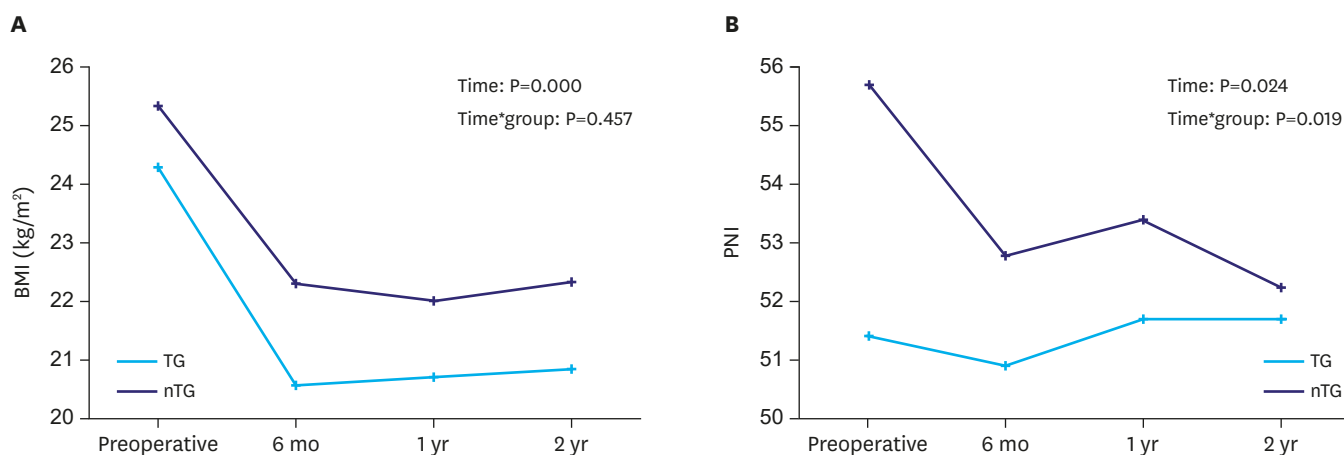 A
BMI (kg/m²)
26
25
24
23
22
21
20
Time: P=0.000
Time*group: P=0.457
TG
nTG
Preoperative 6 mo 1 yr 2 yr
B
PNI
56
55
54
53
52
51
50
Time: P=0.024
Time*group: P=0.019
TG
nTG
Preoperative 6 mo 1 yr 2 yr